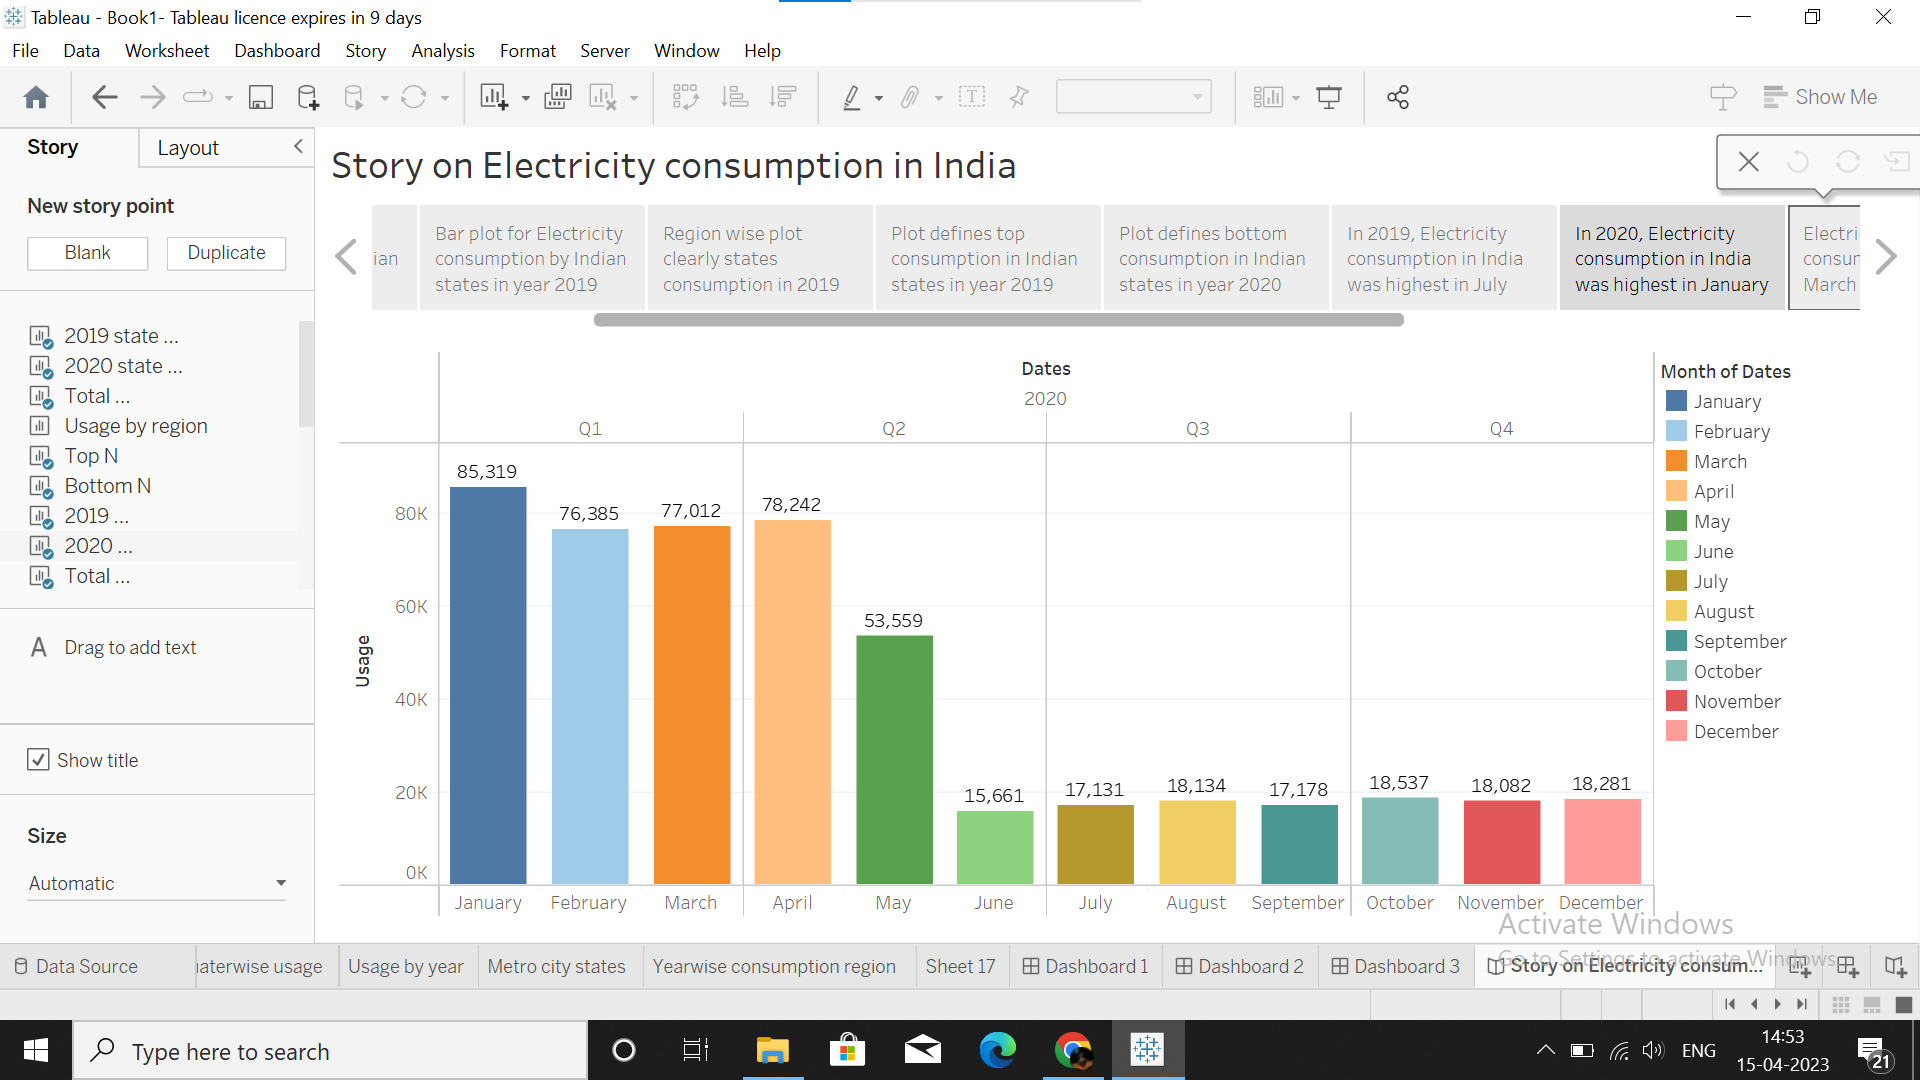 Tableau - Book1- Tableau licence expires in 9 days
File Data Worksheet Dashboard Story Analysis Format Server Window Help
Show Me
Story Layout
New story point
Blank Duplicate
2019 state ...
2020 state ...
Total ...
Usage by region
Top N
Bottom N
2019 ...
2020 ...
Total ...
A Drag to add text
Show title
Size
Automatic
Story on Electricity consumption in India
ian
Bar plot for Electricity
consumption by Indian
states in year 2019
Region wise plot
clearly states
consumption in 2019
Plot defines top
consumption in Indian
states in year 2019
Plot defines bottom
consumption in Indian
states in year 2020
In 2019, Electricity
consumption in India
was highest in July
In 2020, Electricity
consumption in India
was highest in January
Electri
consur
March
Dates
2020
Q1 Q2 Q3 Q4
Usage
80K
60K
40K
20K
0K
85,319
76,385
77,012
78,242
53,559
15,661
17,131
18,134
17,178
18,537
18,082
18,281
January February March April May June July August September October November December
Month of Dates
January
February
March
April
May
June
July
August
September
October
November
December
Activate Windows
Go to Settings to activate Windows.
Data Source
aterwise usage
Usage by year
Metro city states
Yearwise consumption region
Sheet 17
Dashboard 1
Dashboard 2
Dashboard 3
Story on Electricity consum...
Type here to search
ENG
14:53
15-04-2023
21